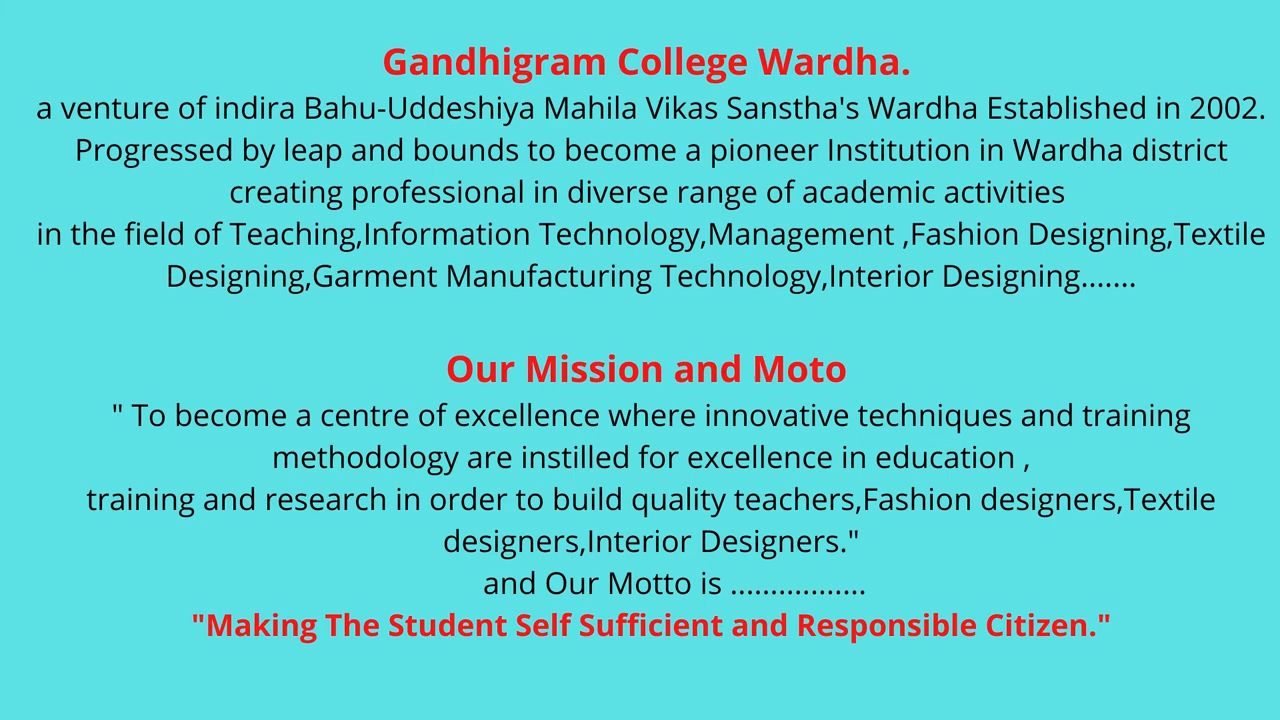 Gandhigram College Wardha.
a venture of indira Bahu-Uddeshiya Mahila Vikas Sanstha's Wardha Established in 2002.
Progressed by leap and bounds to become a pioneer Institution in Wardha district
creating professional in diverse range of academic activities
in the field of Teaching,Information Technology,Management ,Fashion Designing,Textile
Designing,Garment Manufacturing Technology,Interior Designing.......
Our Mission and Moto
" To become a centre of excellence where innovative techniques and training
methodology are instilled for excellence in education ,
training and research in order to build quality teachers,Fashion designers,Textile
designers,Interior Designers."
and Our Motto is .................
"Making The Student Self Sufficient and Responsible Citizen."